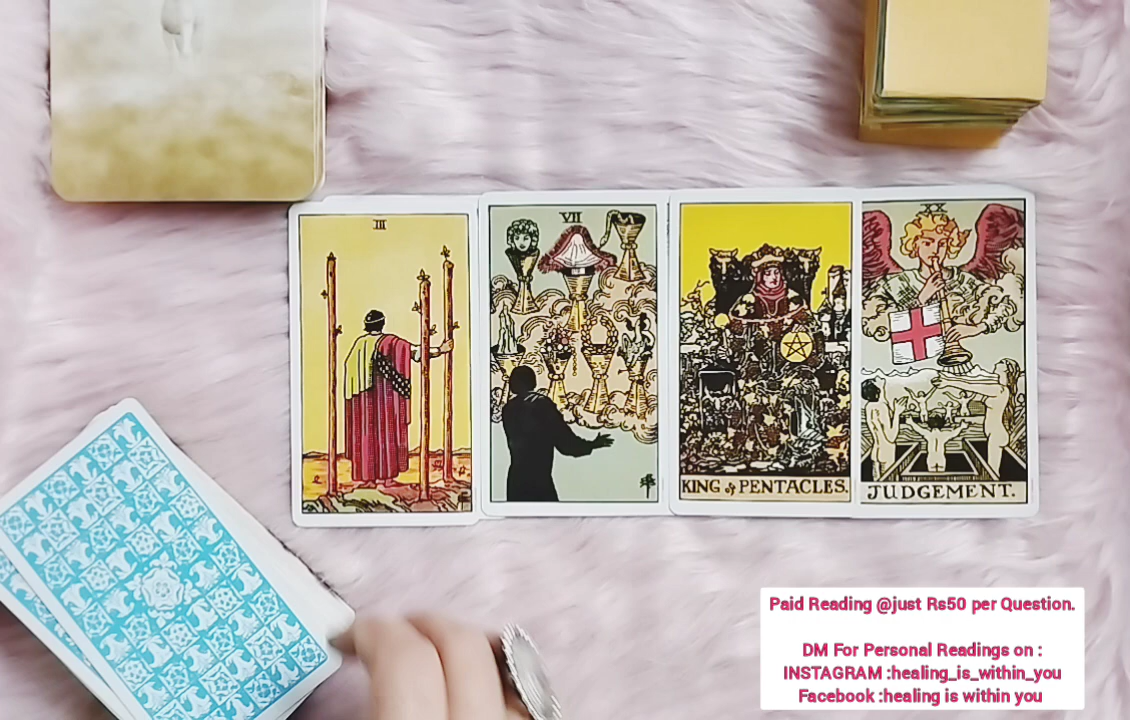 III
VII
KING of PENTACLES.
XX
JUDGEMENT.
Paid Reading @just Rs50 per Question.
DM For Personal Readings on :
INSTAGRAM :healing_is_within_you
Facebook :healing is within you